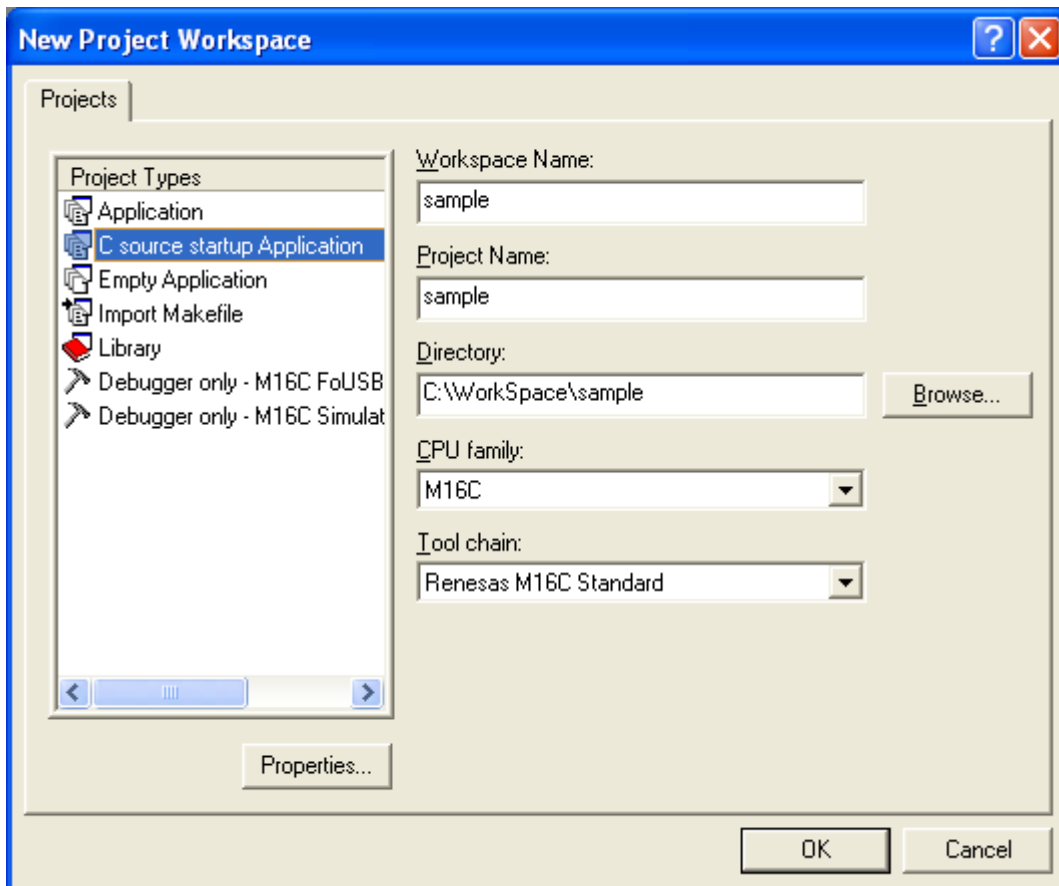 New Project Workspace
Projects
Project Types
Application
C source startup Application
Empty Application
Import Makefile
Library
Debugger only - M16C FoUSB
Debugger only - M16C Simulat
Properties...
Workspace Name:
sample
Project Name:
sample
Directory:
C:\WorkSpace\sample
Browse...
CPU family:
M16C
Tool chain:
Renesas M16C Standard
OK
Cancel